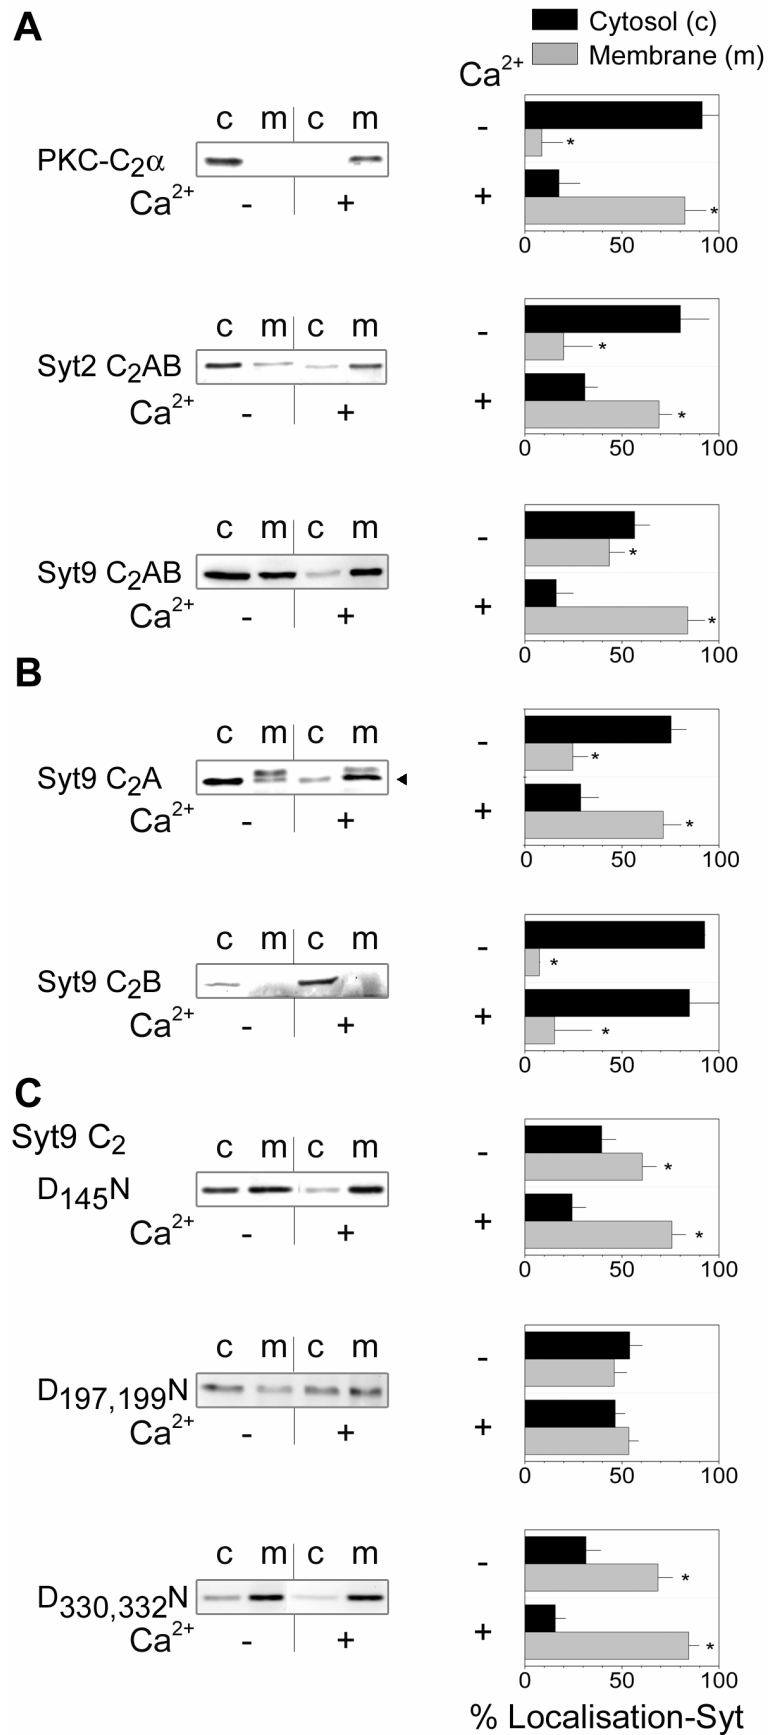 A
Cytosol (c)
Membrane (m)
Ca2+
c m c m
PKC-C2α
Ca2+ - +
-
*
+
*
0 50 100
c m c m
Syt2 C2AB
Ca2+ - +
-
*
+
*
0 50 100
c m c m
Syt9 C2AB
Ca2+ - +
-
*
+
*
0 50 100
B
c m c m
Syt9 C2A
Ca2+ - +
-
*
+
*
0 50 100
c m c m
Syt9 C2B
Ca2+ - +
-
*
+
*
0 50 100
C
Syt9 C2
c m c m
D145N
Ca2+ - +
-
*
+
*
0 50 100
c m c m
D197,199N
Ca2+ - +
-
+
0 50 100
c m c m
D330,332N
Ca2+ - +
-
*
+
*
0 50 100
% Localisation-Syt